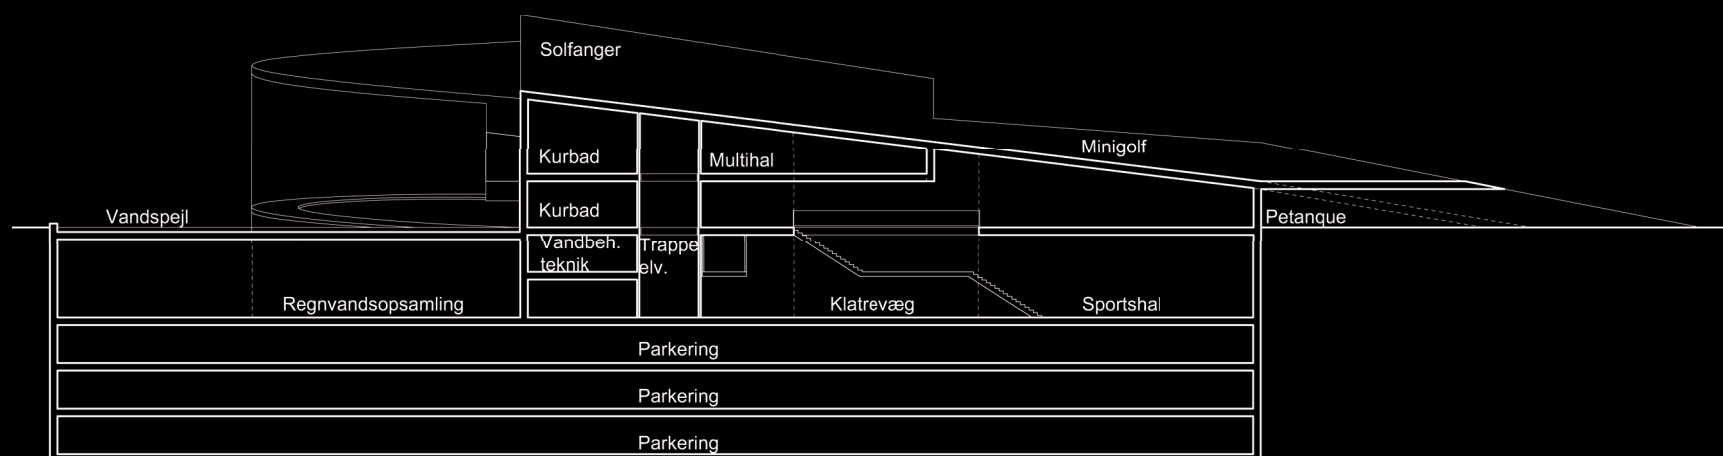 Solfanger
Kurbad
Multihal
Minigolf
Vandspejl
Kurbad
Petanque
Vandbeh.
teknik
Trappe
elv.
Regnvandsopsamling
Klatrevæg
Sportshal
Parkering
Parkering
Parkering